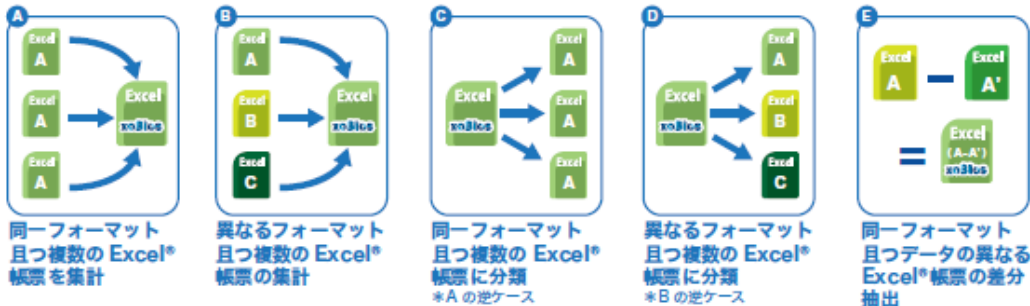 A
Excel
A
Excel
A
Excel
A
Excel
xoBlos
同一フォーマット
且つ複数の Excel®
帳票を集計
B
Excel
A
Excel
B
Excel
C
Excel
xoBlos
異なるフォーマット
且つ複数の Excel®
帳票の集計
C
Excel
xoBlos
Excel
A
Excel
A
Excel
A
同一フォーマット
且つ複数の Excel®
帳票に分類
＊A の逆ケース
D
Excel
xoBlos
Excel
A
Excel
B
Excel
C
異なるフォーマット
且つ複数の Excel®
帳票に分類
＊B の逆ケース
E
Excel
A
−
Excel
A'
=
Excel
(A-A')
xoBlos
同一フォーマット
且つデータの異なる
Excel®帳票の差分
抽出